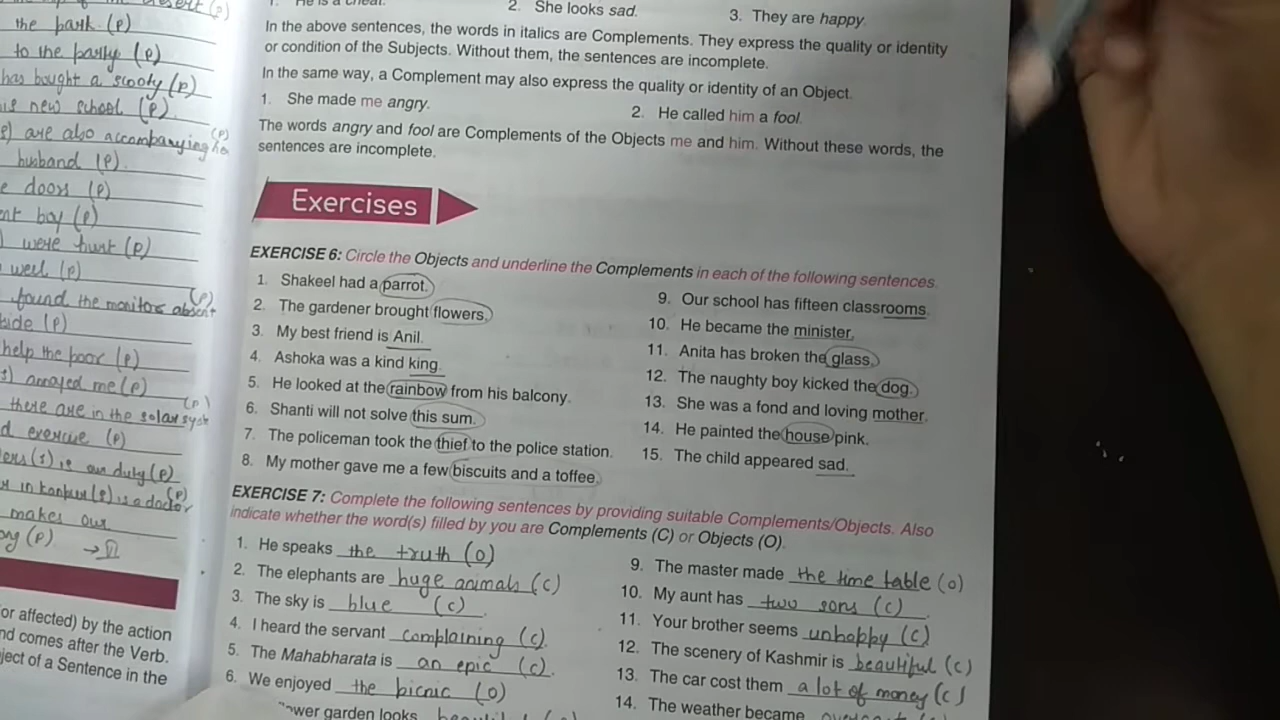 the park (p)
to the party (p)
has bought a scooty (p)
new school (p).
are also accompanying (p)
husband (p).
doors (p)
boy (p)
were hurt (p)
well (p)
found the monitors absent (p)
(p)
help the poor (p)
annoyed me (p)
there are in the solar (p)
exercise (p)
(s) is our duty (p)
in Kanpur (s) is a doctor (p)
makes our
(p)
or affected) by the action
nd comes after the Verb.
ject of a Sentence in the
1. He is a cheat.
2. She looks sad.
3. They are happy.
In the above sentences, the words in italics are Complements. They express the quality or identity
or condition of the Subjects. Without them, the sentences are incomplete.
In the same way, a Complement may also express the quality or identity of an Object.
1. She made me angry.
2. He called him a fool.
The words angry and fool are Complements of the Objects me and him. Without these words, the
sentences are incomplete.
Exercises
EXERCISE 6: Circle the Objects and underline the Complements in each of the following sentences.
1. Shakeel had a parrot.
2. The gardener brought flowers.
3. My best friend is Anil.
4. Ashoka was a kind king.
5. He looked at the rainbow from his balcony.
6. Shanti will not solve this sum.
7. The policeman took the thief to the police station.
8. My mother gave me a few biscuits and a toffee.
9. Our school has fifteen classrooms.
10. He became the minister.
11. Anita has broken the glass.
12. The naughty boy kicked the dog.
13. She was a fond and loving mother.
14. He painted the house pink.
15. The child appeared sad.
EXERCISE 7: Complete the following sentences by providing suitable Complements/Objects. Also
indicate whether the word(s) filled by you are Complements (C) or Objects (O).
1. He speaks the truth (O)
2. The elephants are huge animals (C)
3. The sky is blue (C)
4. I heard the servant complaining (C).
5. The Mahabharata is an epic (C).
6. We enjoyed the picnic (O)
ower garden looks
9. The master made the time table (O)
10. My aunt has two sons (C)
11. Your brother seems unhappy (C)
12. The scenery of Kashmir is beautiful (C)
13. The car cost them a lot of money (C)
14. The weather became